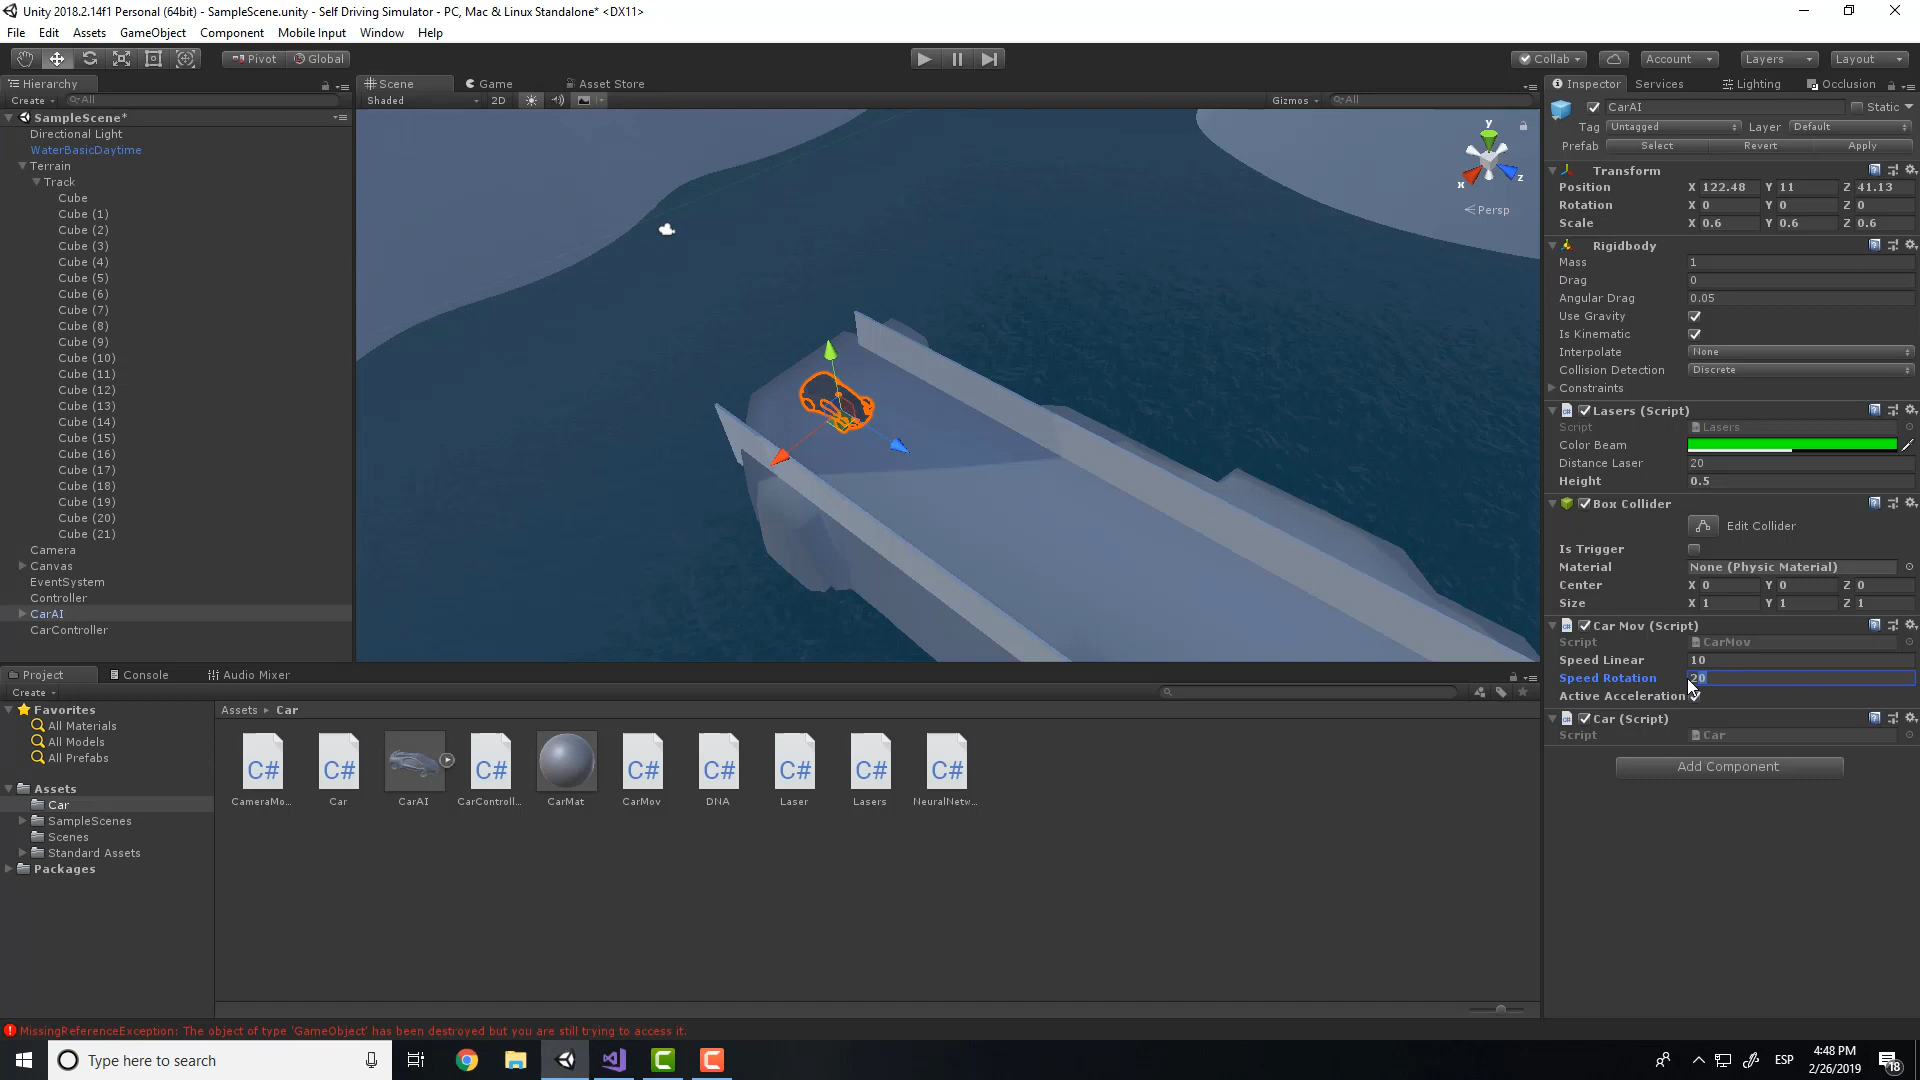 Unity 2018.2.14f1 Personal (64bit) - SampleScene.unity - Self Driving Simulator - PC, Mac & Linux Standalone* <DX11>
File Edit Assets GameObject Component Mobile Input Window Help
Pivot Global Collab Account Layers Layout
Hierarchy
Create All
SampleScene*
Directional Light
WaterBasicDaytime
Terrain
Track
Cube
Cube (1)
Cube (2)
Cube (3)
Cube (4)
Cube (5)
Cube (6)
Cube (7)
Cube (8)
Cube (9)
Cube (10)
Cube (11)
Cube (12)
Cube (13)
Cube (14)
Cube (15)
Cube (16)
Cube (17)
Cube (18)
Cube (19)
Cube (20)
Cube (21)
Camera
Canvas
EventSystem
Controller
CarAI
CarController
Scene Game Asset Store
Shaded 2D Gizmos All
y
x z
Persp
Inspector Services Lighting Occlusion
CarAI Static
Tag Untagged Layer Default
Prefab Select Revert Apply
Transform
Position X 122.48 Y 11 Z 41.13
Rotation X 0 Y 0 Z 0
Scale X 0.6 Y 0.6 Z 0.6
Rigidbody
Mass 1
Drag 0
Angular Drag 0.05
Use Gravity
Is Kinematic
Interpolate None
Collision Detection Discrete
Constraints
Lasers (Script)
Script Lasers
Color Beam
Distance Laser 20
Height 0.5
Box Collider
Edit Collider
Is Trigger
Material None (Physic Material)
Center X 0 Y 0 Z 0
Size X 1 Y 1 Z 1
Car Mov (Script)
Script CarMov
Speed Linear 10
Speed Rotation 20
Active Acceleration
Car (Script)
Script Car
Add Component
Project Console Audio Mixer
Create
Favorites
All Materials
All Models
All Prefabs
Assets
Car
SampleScenes
Scenes
Standard Assets
Packages
Assets Car
C# C# C# C# C# C# C# C#
CameraMo... Car CarAI CarControll... CarMat CarMov DNA Laser Lasers NeuralNetw...
MissingReferenceException: The object of type 'GameObject' has been destroyed but you are still trying to access it.
Type here to search
ESP
4:48 PM
2/26/2019
18